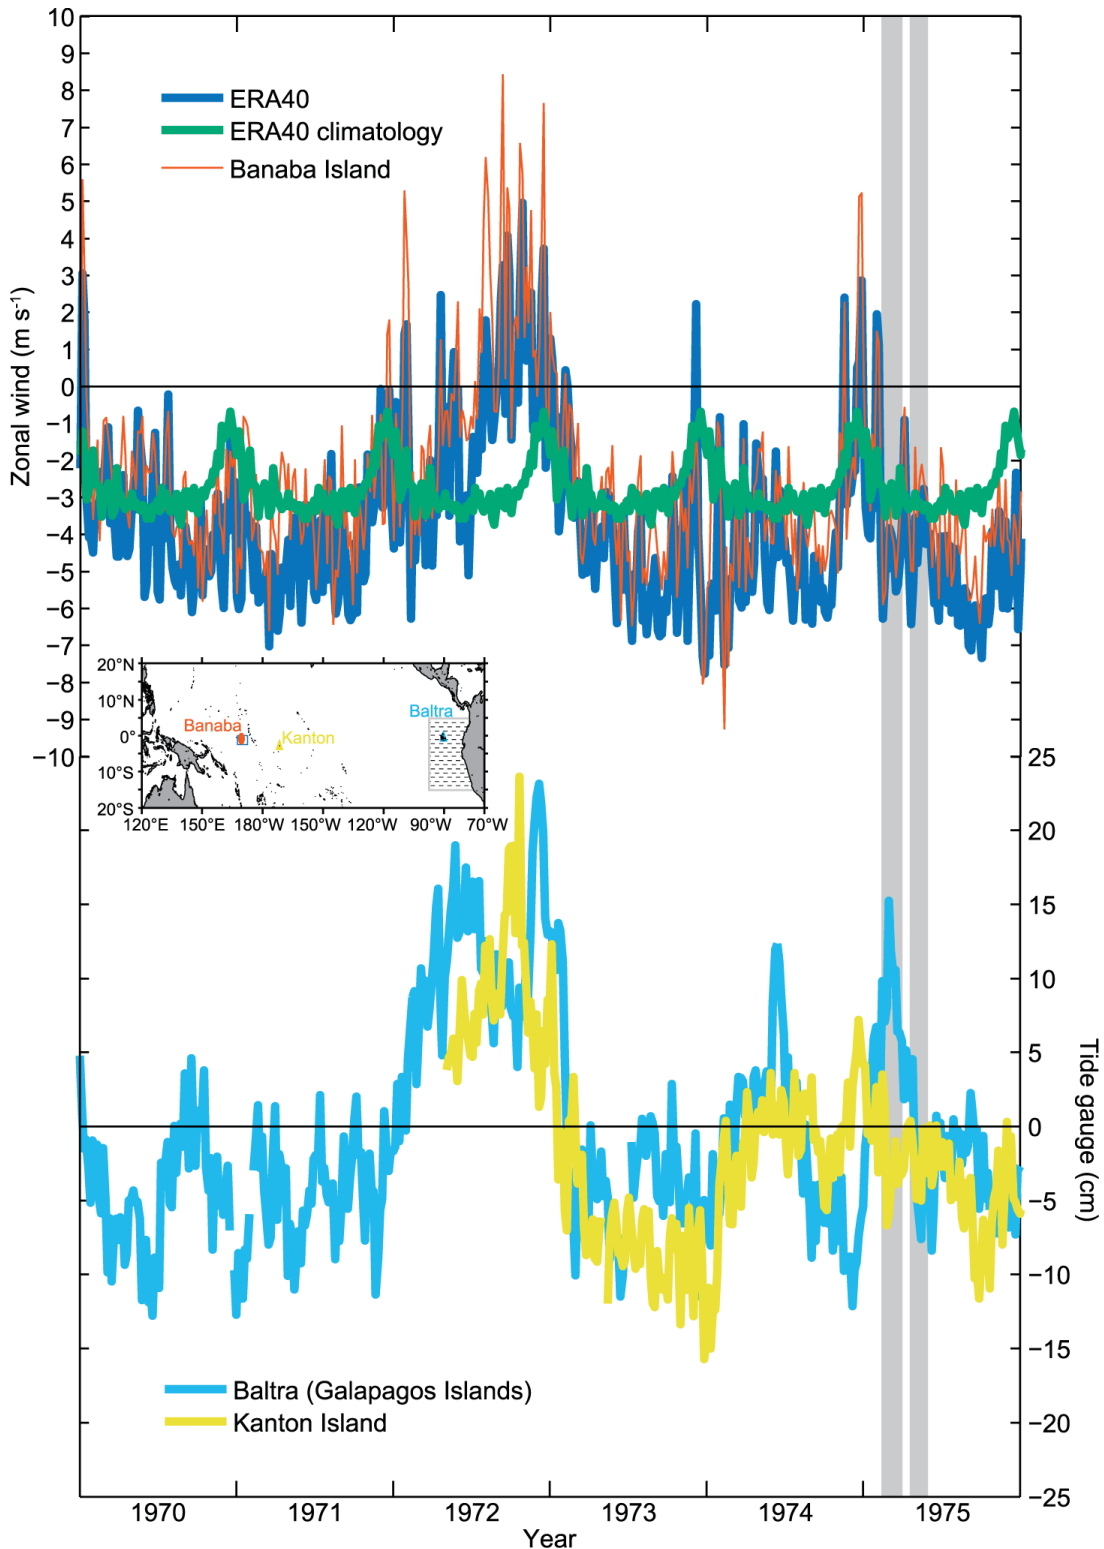 10
9
8
7
6
5
4
3
2
1
0
−1
−2
−3
−4
−5
−6
−7
−8
−9
−10
Zonal wind (m s-1)
ERA40
ERA40 climatology
Banaba Island
20°N
10°N
0°
10°S
20°S
120°E 150°E 180°W 150°W 120°W 90°W 70°W
Banaba
Kanton
Baltra
25
20
15
10
5
0
−5
−10
−15
−20
−25
Tide gauge (cm)
Baltra (Galapagos Islands)
Kanton Island
1970 1971 1972 1973 1974 1975
Year